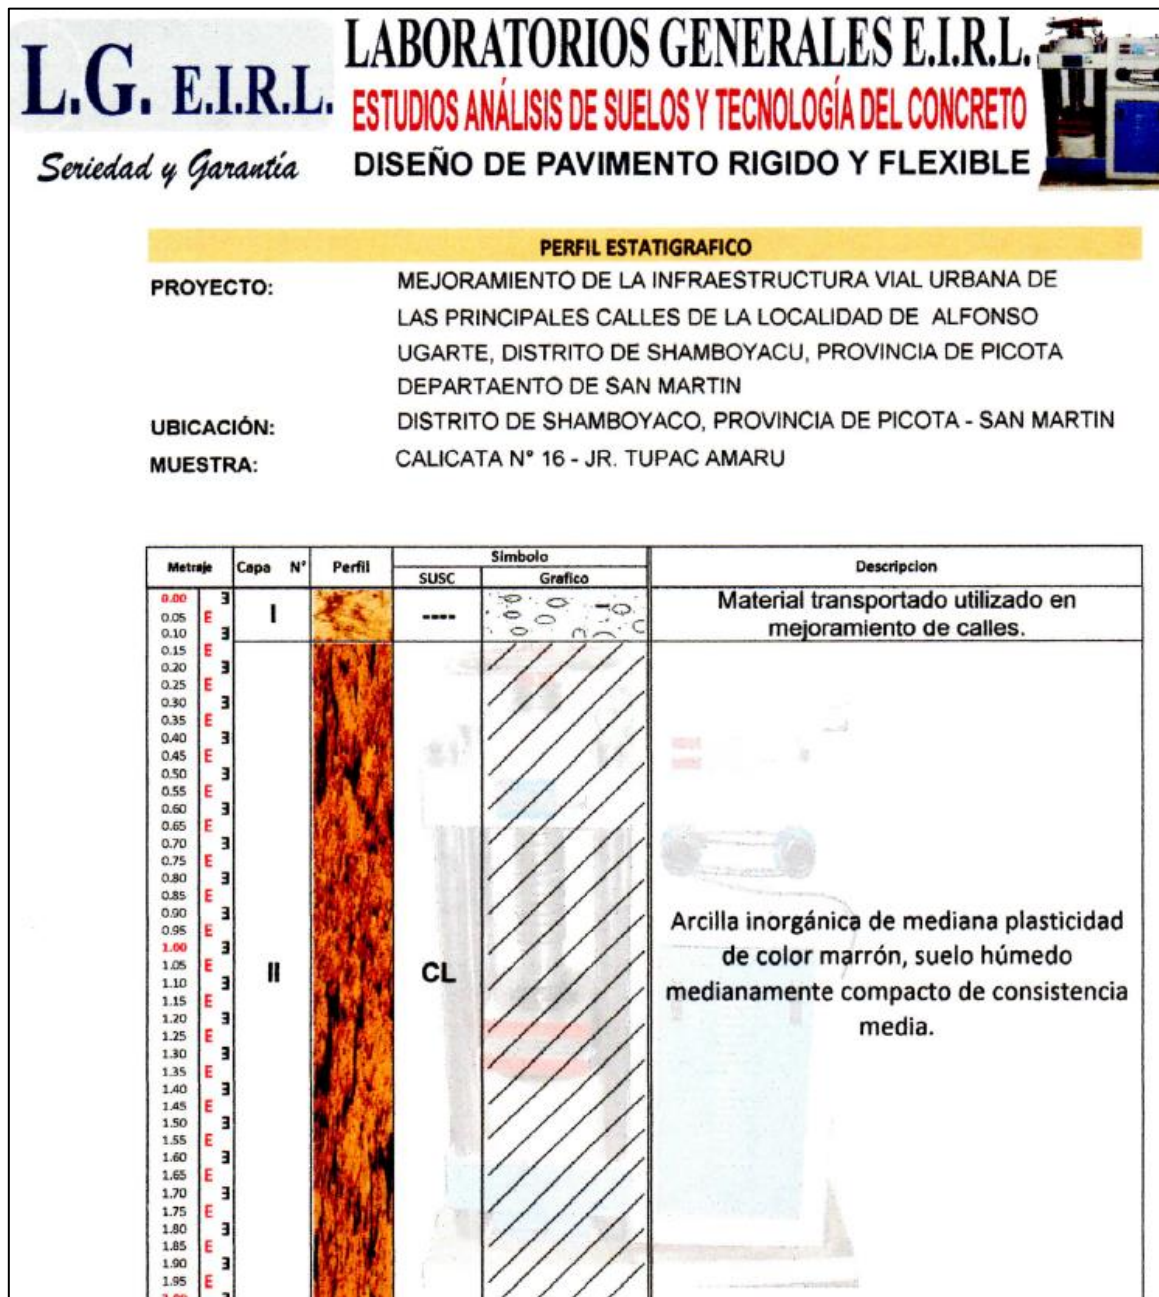 L.G. E.I.R.L.
Seriedad y Garantía
LABORATORIOS GENERALES E.I.R.L.
ESTUDIOS ANÁLISIS DE SUELOS Y TECNOLOGÍA DEL CONCRETO
DISEÑO DE PAVIMENTO RIGIDO Y FLEXIBLE
PERFIL ESTATIGRAFICO
PROYECTO: MEJORAMIENTO DE LA INFRAESTRUCTURA VIAL URBANA DE
LAS PRINCIPALES CALLES DE LA LOCALIDAD DE ALFONSO
UGARTE, DISTRITO DE SHAMBOYACU, PROVINCIA DE PICOTA
DEPARTAENTO DE SAN MARTIN
UBICACIÓN: DISTRITO DE SHAMBOYACO, PROVINCIA DE PICOTA - SAN MARTIN
MUESTRA: CALICATA N° 16 - JR. TUPAC AMARU
Metraje Capa N° Perfil Simbolo Descripcion
SUSC Grafico
0.00
0.05 E
0.10
I ---- Material transportado utilizado en
mejoramiento de calles.
0.15 E
0.20
0.25 E
0.30
0.35 E
0.40
0.45 E
0.50
0.55 E
0.60
0.65 E
0.70
0.75 E
0.80
0.85 E
0.90
0.95 E
1.00
1.05 E
1.10
1.15 E
1.20
1.25 E
1.30
1.35 E
1.40
1.45 E
1.50
1.55 E
1.60
1.65 E
1.70
1.75 E
1.80
1.85 E
1.90
1.95 E
II CL Arcilla inorgánica de mediana plasticidad
de color marrón, suelo húmedo
medianamente compacto de consistencia
media.